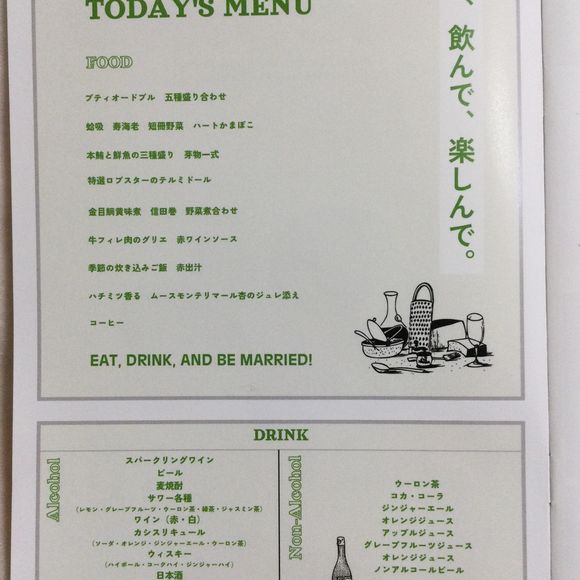 TODAY'S MENU
、飲んで、楽しんで。
FOOD
プティオードブル 五種盛り合わせ
蛤吸 寿海老 短冊野菜 ハートかまぼこ
本鮪と鮮魚の三種盛り 芽物一式
特選ロブスターのテルミドール
金目鯛黄味煮 信田巻 野菜煮合わせ
牛フィレ肉のグリエ 赤ワインソース
季節の炊き込みご飯 赤出汁
ハチミツ香る ムースモンテリマール杏のジュレ添え
コーヒー
EAT, DRINK, AND BE MARRIED!
DRINK
Alcohol
スパークリングワイン
ビール
麦焼酎
サワー各種
(レモン・グレープフルーツ・ウーロン茶・緑茶・ジャスミン茶)
ワイン(赤・白)
カシスリキュール
(ソーダ・オレンジ・ジンジャーエール・ウーロン茶)
ウィスキー
(ハイボール・コークハイ・ジンジャーハイ)
日本酒
Non-Alcohol
ウーロン茶
コカ・コーラ
ジンジャーエール
オレンジジュース
アップルジュース
グレープフルーツジュース
オレンジジュース
ノンアルコールビール